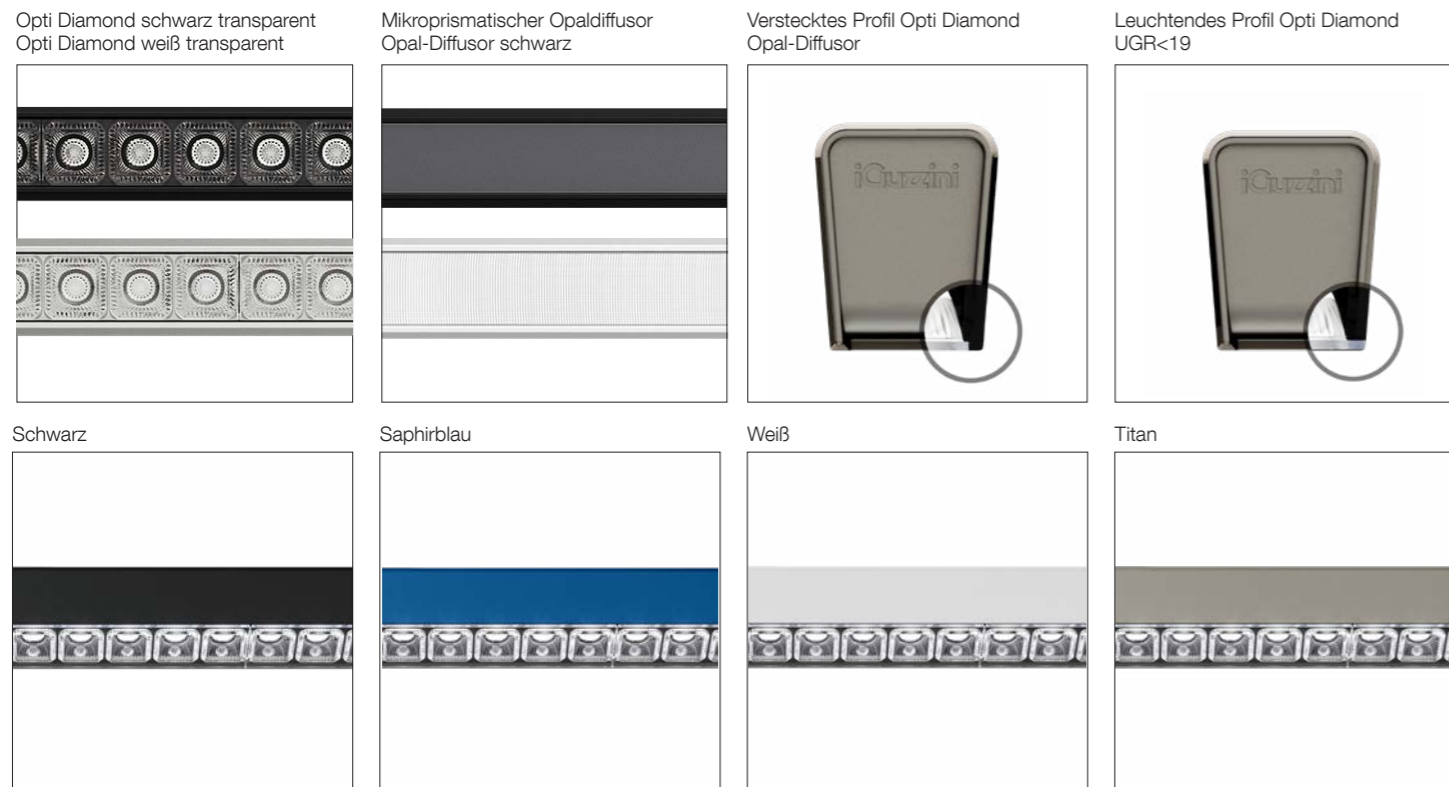 Opti Diamond schwarz transparent
Opti Diamond weiß transparent
Mikroprismatischer Opaldiffusor
Opal-Diffusor schwarz
Verstecktes Profil Opti Diamond
Opal-Diffusor
Leuchtendes Profil Opti Diamond
UGR<19
iGuzzini
iGuzzini
Schwarz
Saphirblau
Weiß
Titan